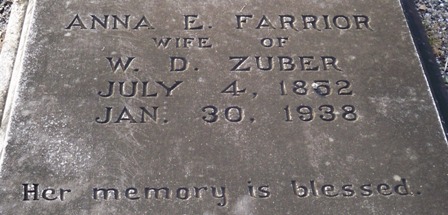 ANNA E. FARRIOR
WIFE OF
W. D. ZUBER
JULY 4, 1852
JAN. 30, 1938
Her memory is blessed.